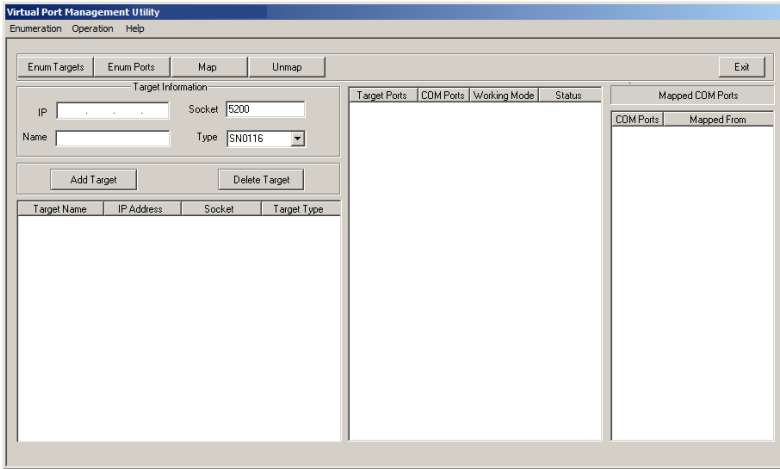 Virtual Port Management Utility
Enumeration Operation Help
Enum Targets Enum Ports Map Unmap Exit
Target Information
IP . . . Socket 5200
Name Type SN0116
Add Target Delete Target
Target Name IP Address Socket Target Type
Target Ports COM Ports Working Mode Status
Mapped COM Ports
COM Ports Mapped From